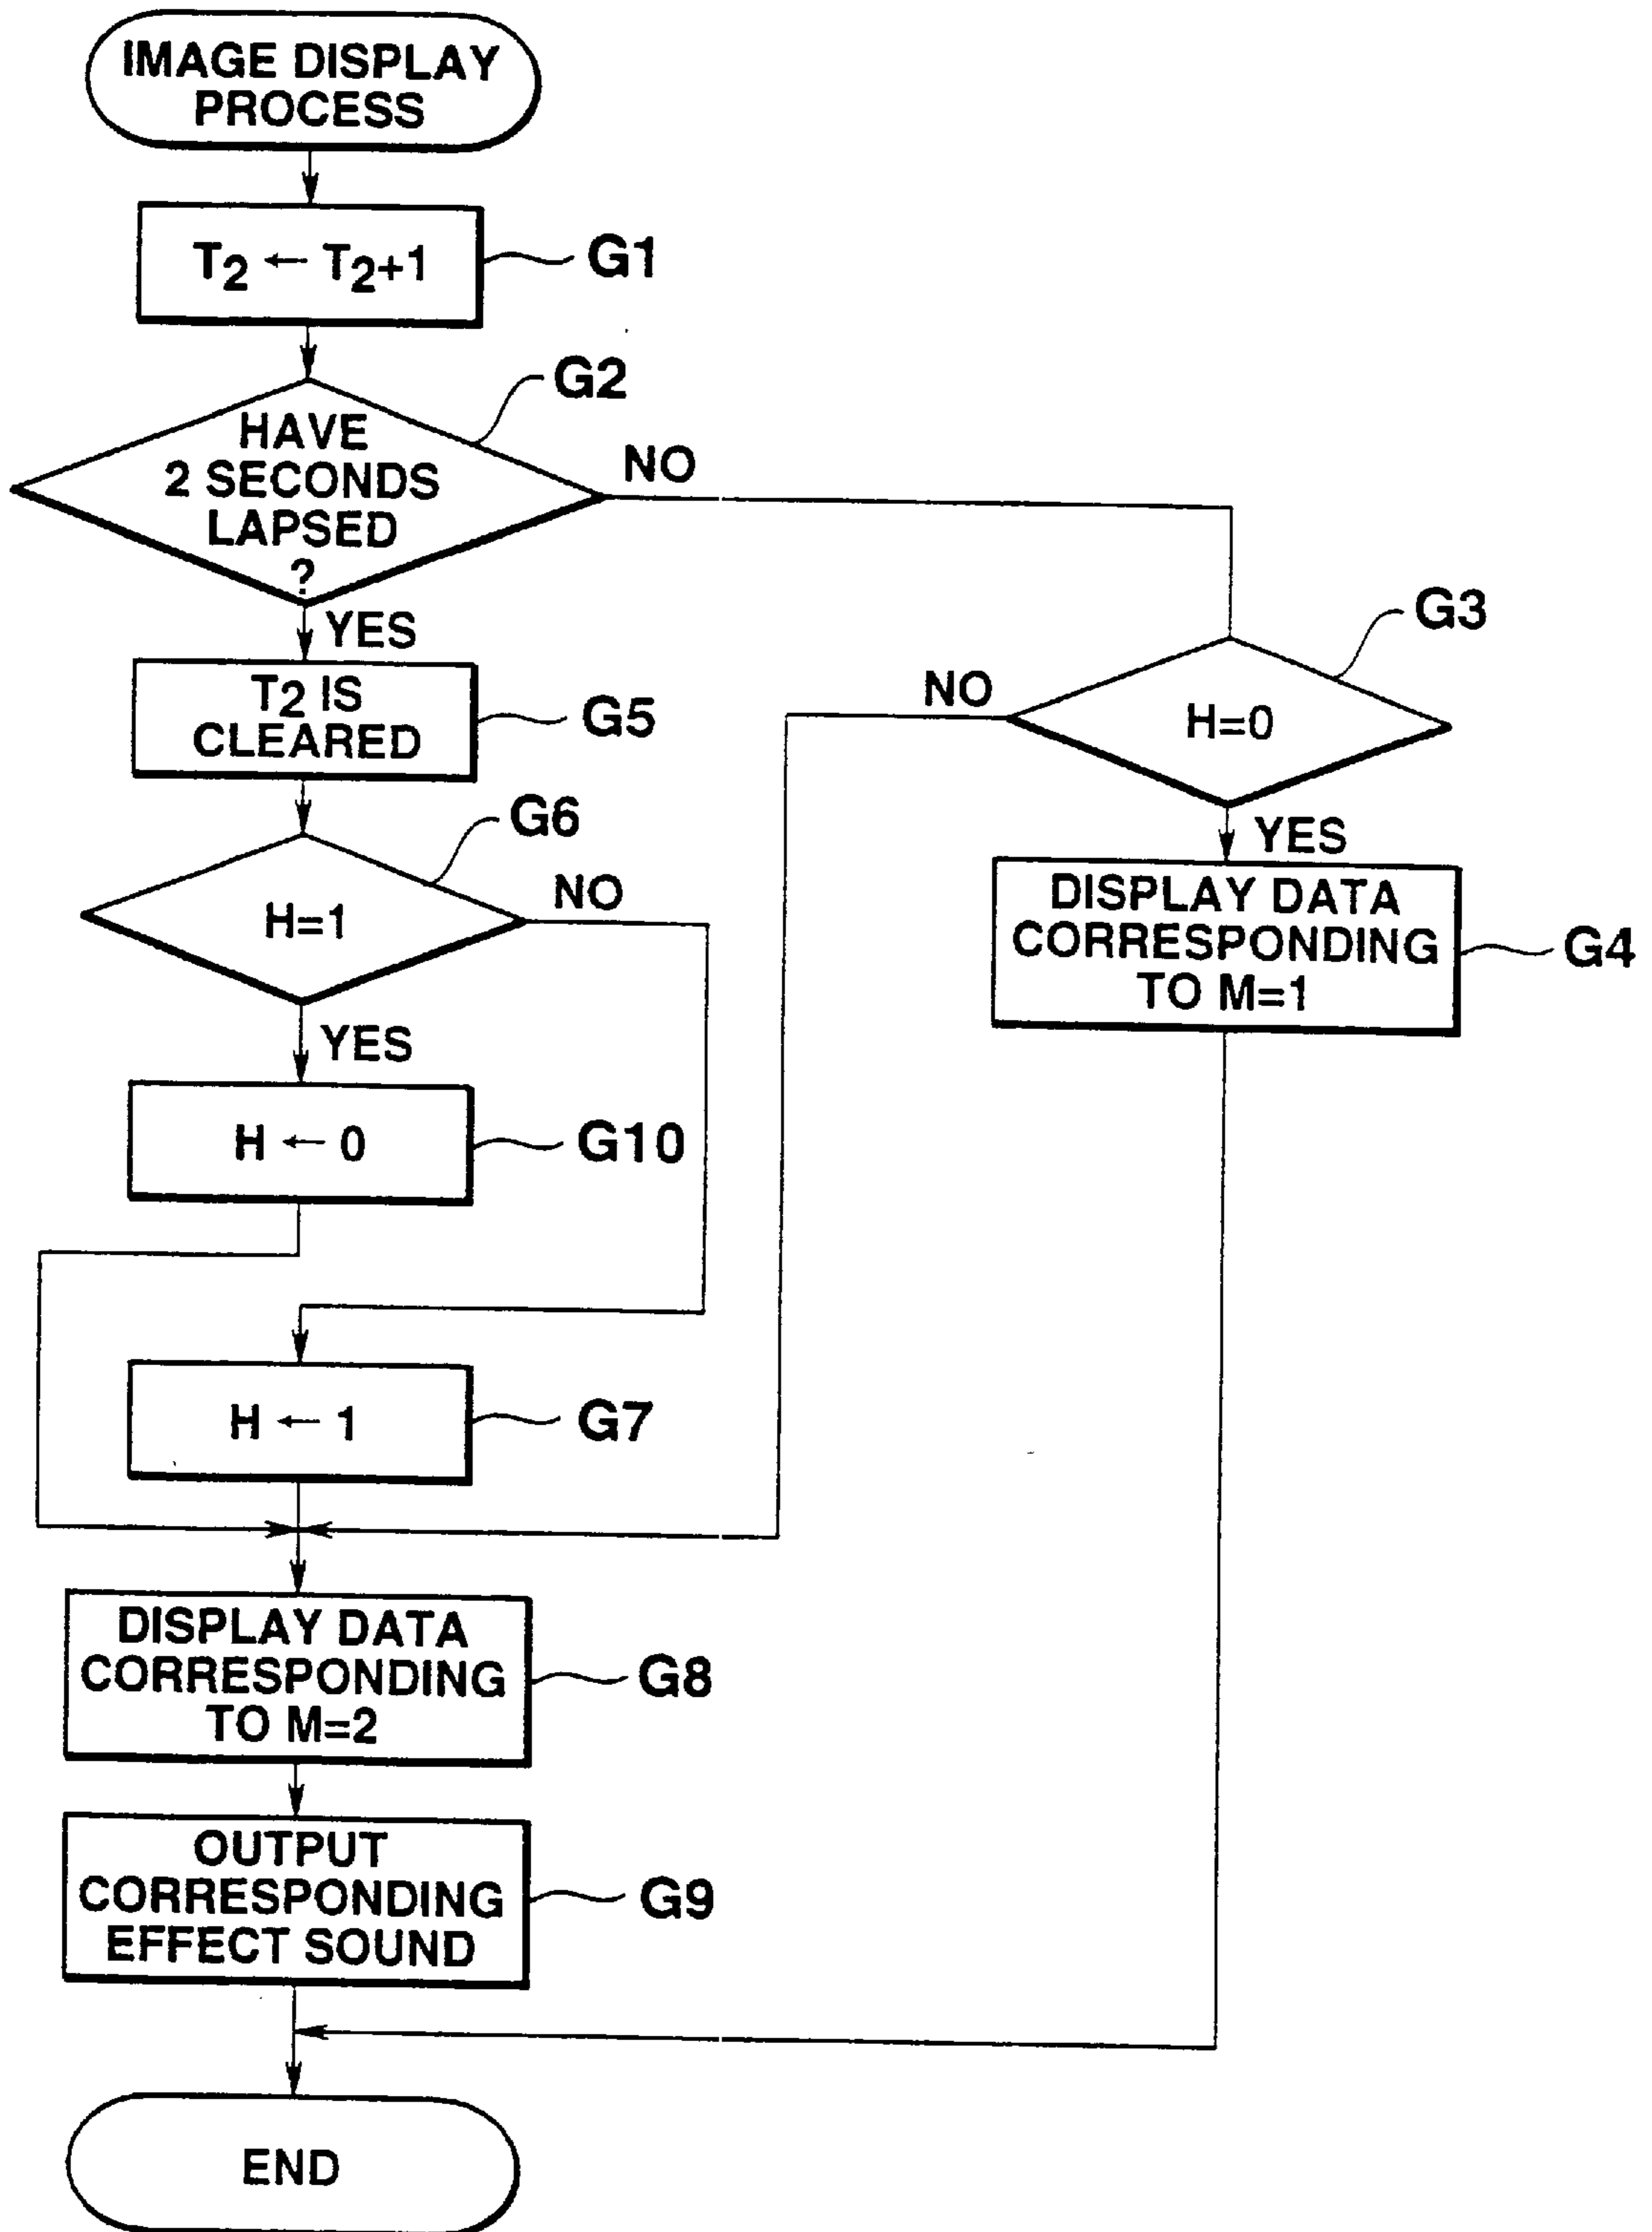 IMAGE DISPLAY
PROCESS
T2 ← T2+1
G1
G2
HAVE
2 SECONDS
LAPSED
?
NO
YES
G3
H=0
NO
YES
T2 IS
CLEARED
G5
G6
H=1
NO
YES
DISPLAY DATA
CORRESPONDING
TO M=1
G4
H ← 0
G10
H ← 1
G7
DISPLAY DATA
CORRESPONDING
TO M=2
G8
OUTPUT
CORRESPONDING
EFFECT SOUND
G9
END